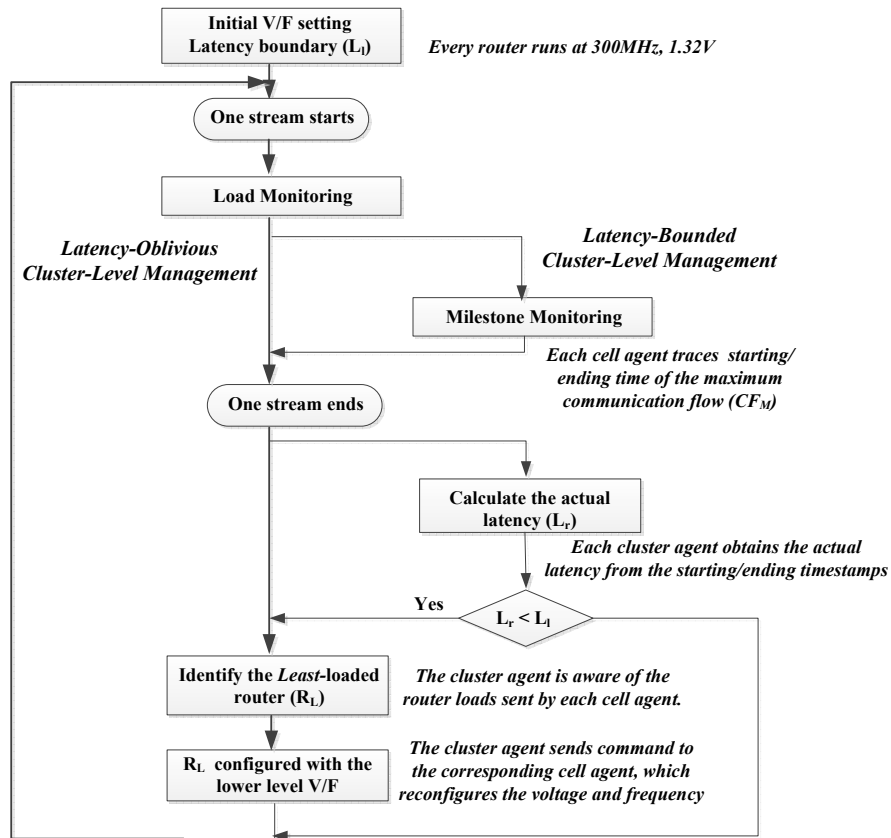 Initial V/F setting
Latency boundary (Lₗ)
Every router runs at 300MHz, 1.32V
One stream starts
Load Monitoring
Latency-Oblivious
Cluster-Level Management
Latency-Bounded
Cluster-Level Management
Milestone Monitoring
Each cell agent traces starting/
ending time of the maximum
communication flow (CF_M)
One stream ends
Calculate the actual
latency (Lᵣ)
Each cluster agent obtains the actual
latency from the starting/ending timestamps
Yes
Lᵣ < Lₗ
Identify the Least-loaded
router (R_L)
The cluster agent is aware of the
router loads sent by each cell agent.
R_L configured with the
lower level V/F
The cluster agent sends command to
the corresponding cell agent, which
reconfigures the voltage and frequency